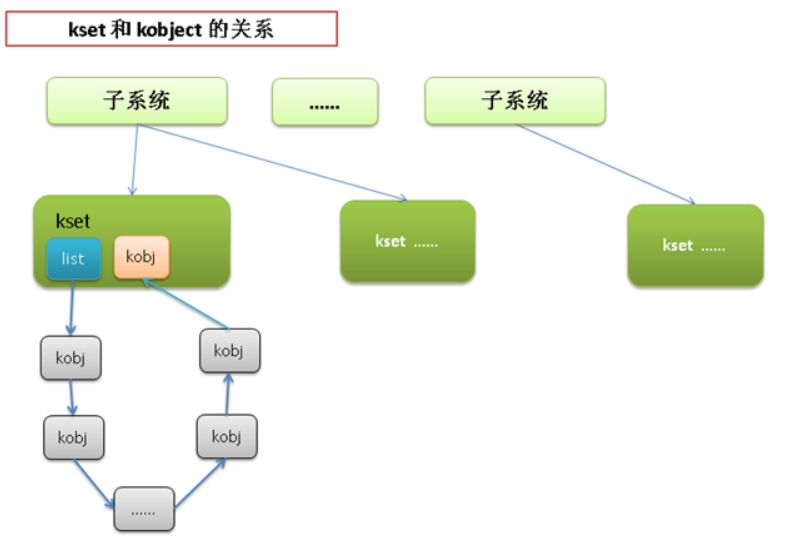 kset 和 kobject 的关系
子系统
......
子系统
kset
list
kobj
kset ......
kset ......
kobj
kobj
kobj
kobj
......